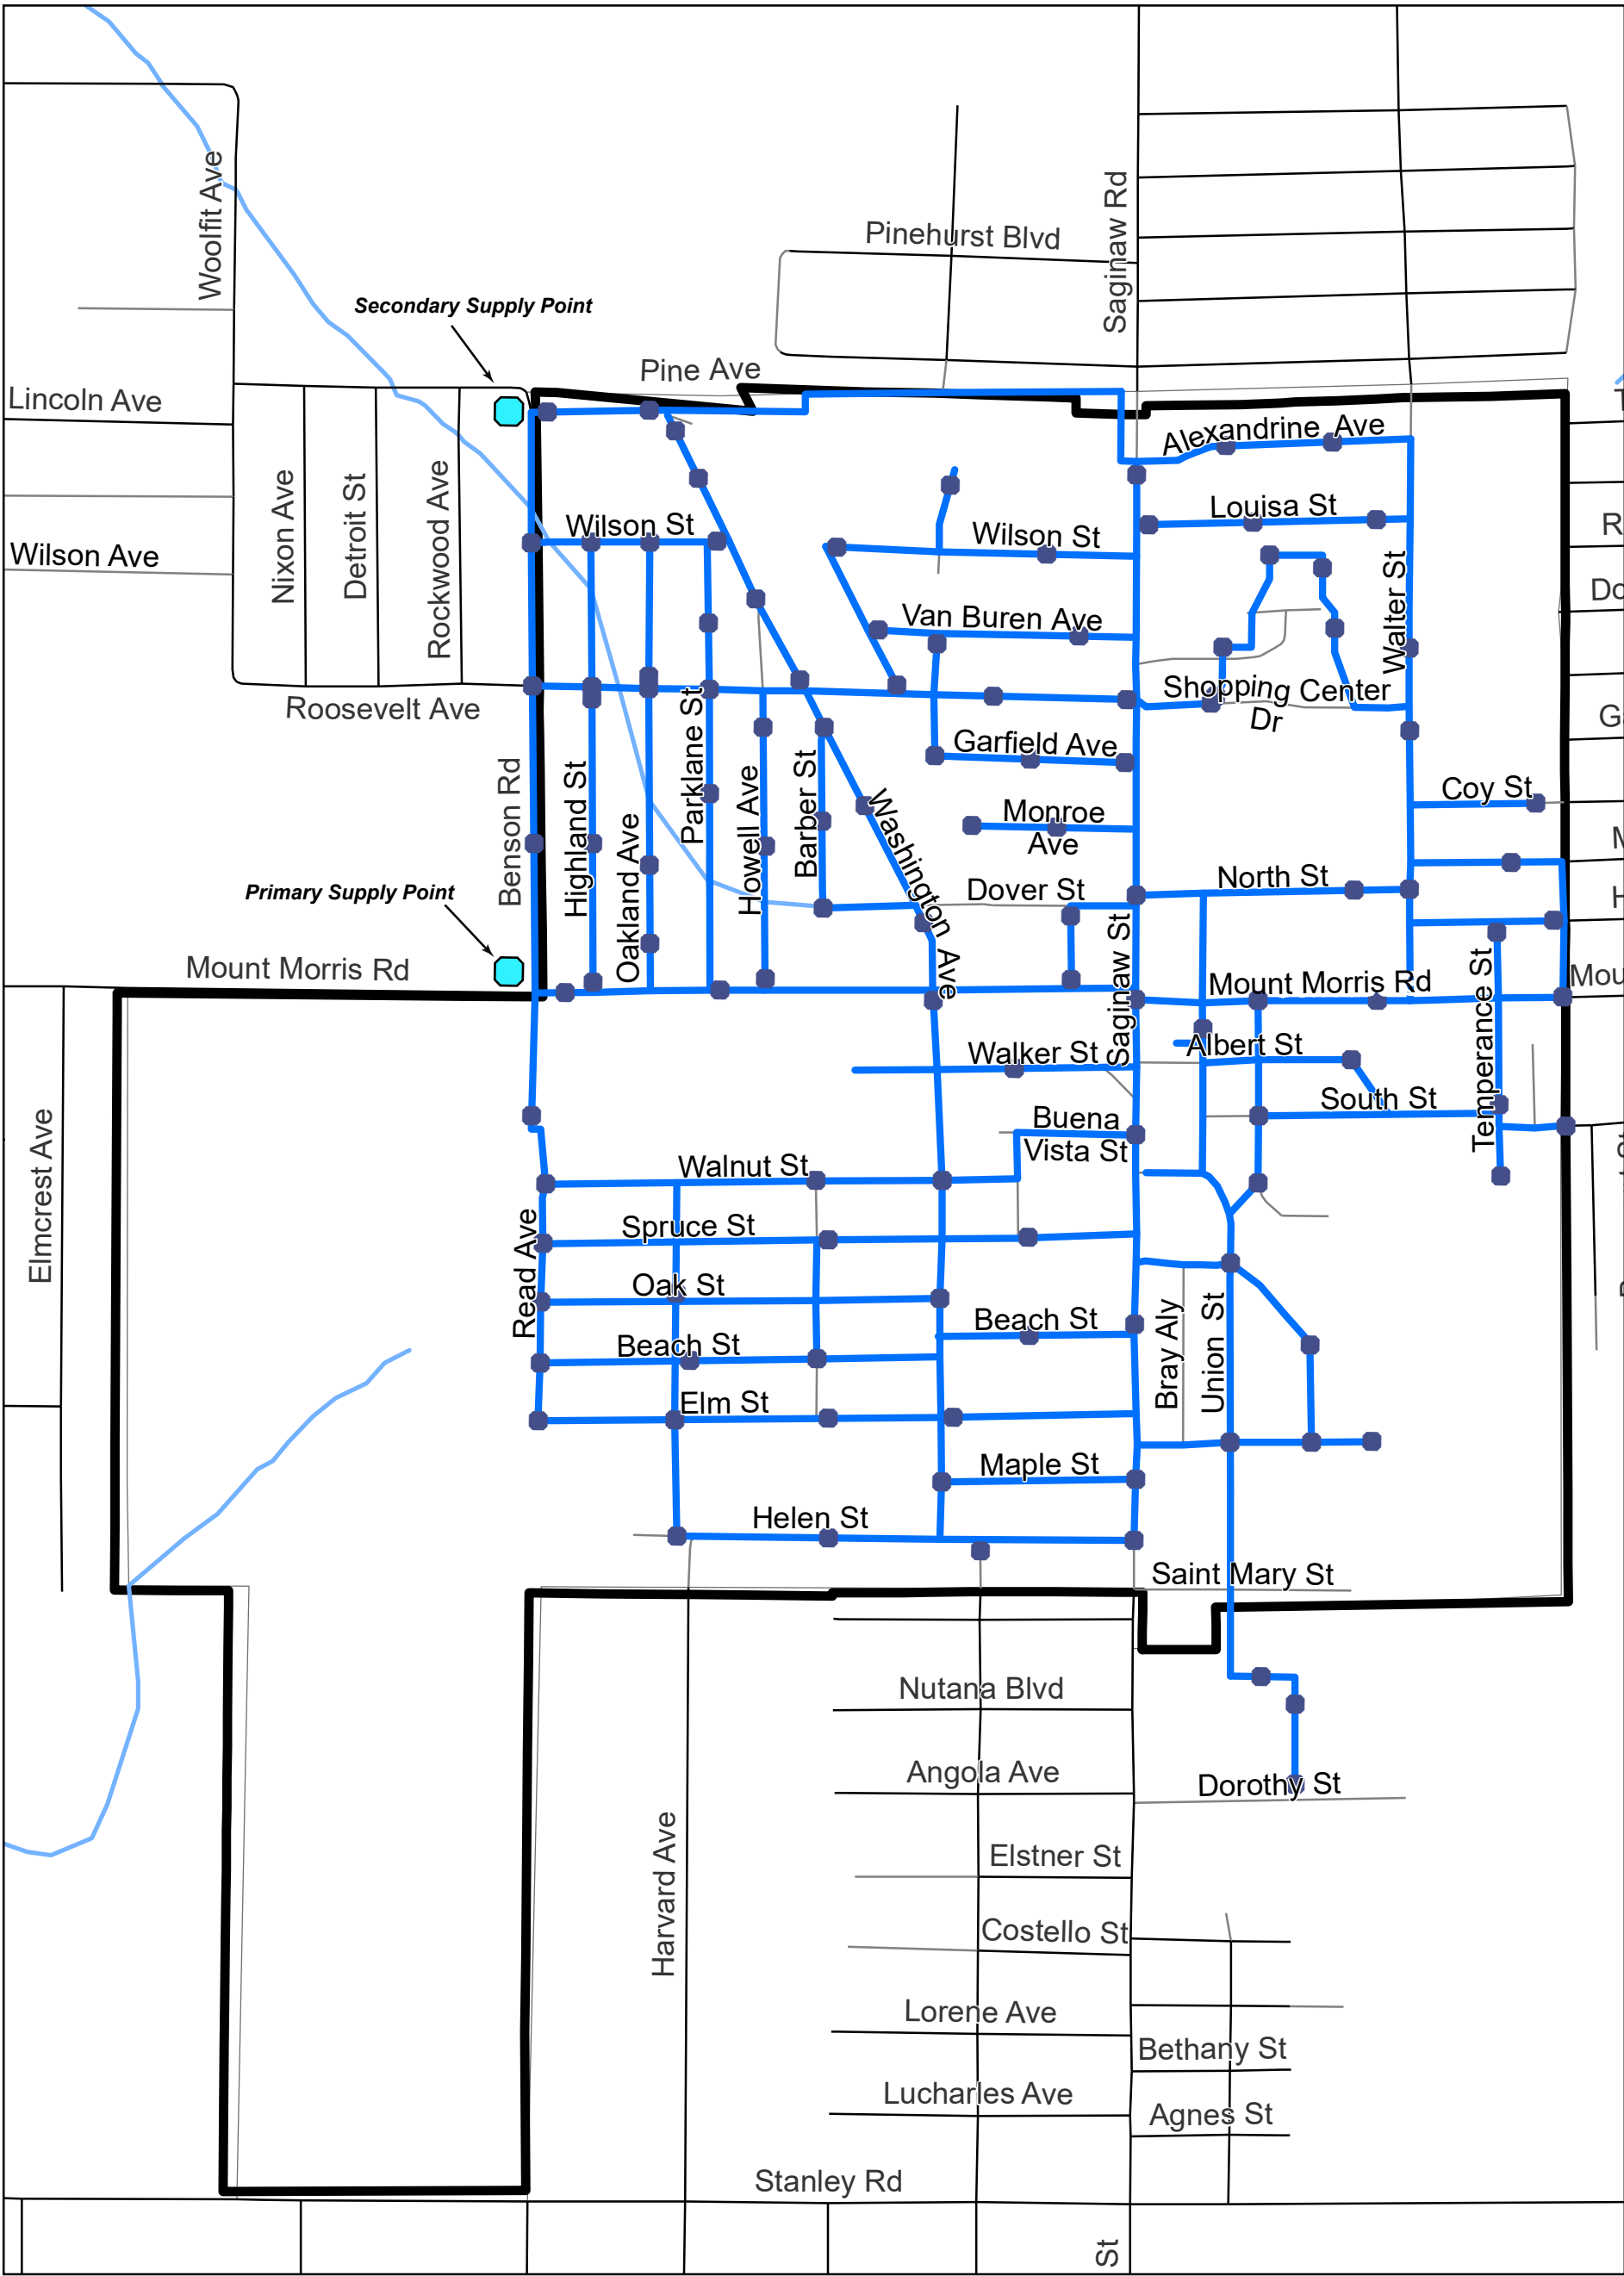 Woolfit Ave
Saginaw Rd
Pinehurst Blvd
Secondary Supply Point
Pine Ave
Lincoln Ave
Alexandrine Ave
Nixon Ave
Detroit St
Rockwood Ave
Louisa St
Wilson St
Wilson St
Wilson Ave
Walter St
Van Buren Ave
Do
Shopping Center
Dr
Roosevelt Ave
Parklane St
G
Garfield Ave
Benson Rd
Highland St
Oakland Ave
Howell Ave
Barber St
Washington Ave
Coy St
Monroe
Ave
Primary Supply Point
Dover St
North St
H
Saginaw St
Mount Morris Rd
Mount Morris Rd
Mou
Temperance St
Walker St
Albert St
South St
Elmcrest Ave
Buena
Vista St
Walnut St
Read Ave
Spruce St
Oak St
Beach St
Beach St
Bray Aly
Union St
Elm St
Maple St
Helen St
Saint Mary St
Nutana Blvd
Angola Ave
Dorothy St
Harvard Ave
Elstner St
Costello St
Lorene Ave
Bethany St
Lucharles Ave
Agnes St
Stanley Rd
St